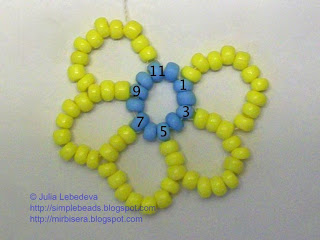 11
9 1
7 3
5
© Julia Lebedeva
http://simplebeads.blogspot.com
http://mirbisera.blogspot.com